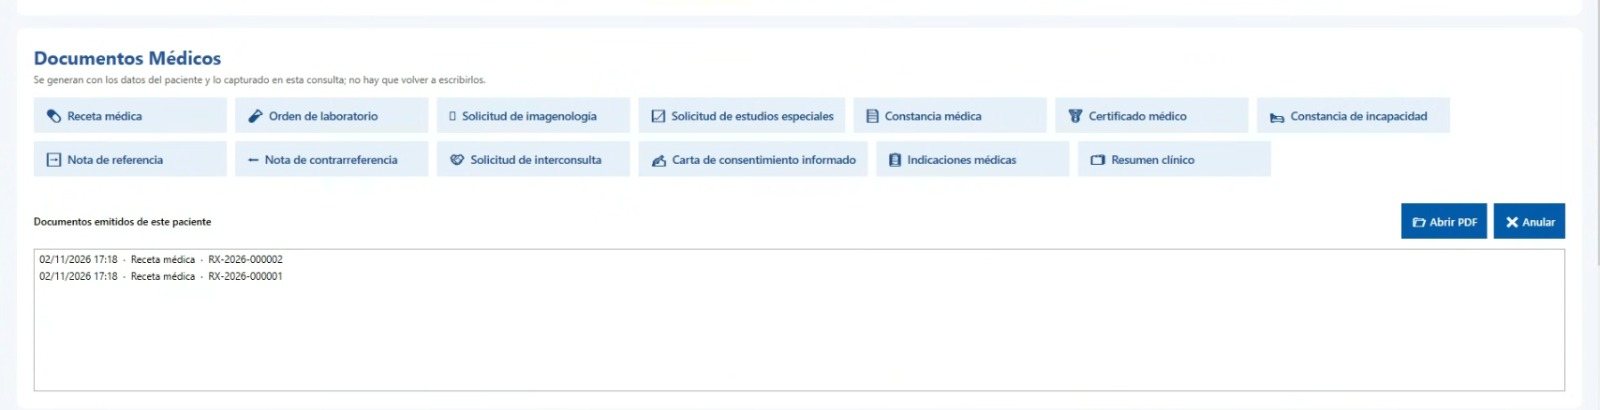 Documentos Médicos
Se generan con los datos del paciente y lo capturado en esta consulta; no hay que volver a escribirlos.
Receta médica
Orden de laboratorio
Solicitud de imagenología
Solicitud de estudios especiales
Constancia médica
Certificado médico
Constancia de incapacidad
Nota de referencia
Nota de contrarreferencia
Solicitud de interconsulta
Carta de consentimiento informado
Indicaciones médicas
Resumen clínico
Documentos emitidos de este paciente
Abrir PDF
Anular
02/11/2026 17:18 · Receta médica · RX-2026-000002
02/11/2026 17:18 · Receta médica · RX-2026-000001